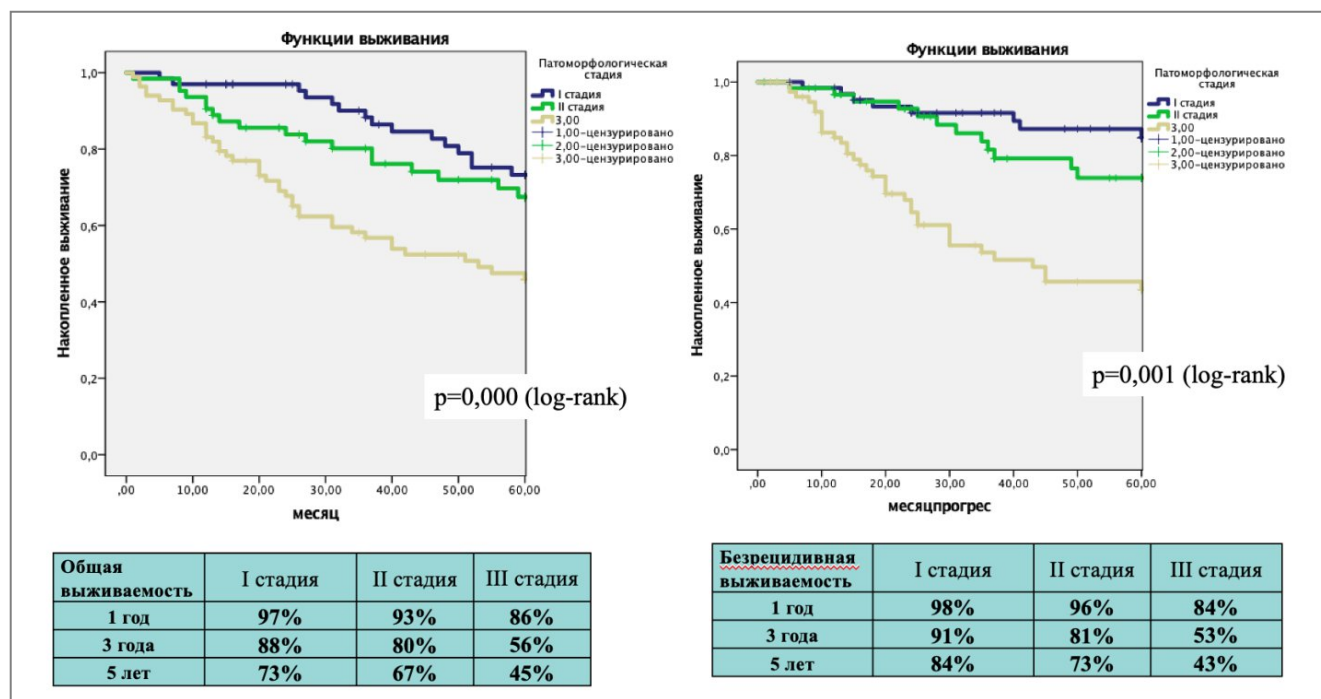 Функции выживания
Патоморфологическая
стадия
I стадия
II стадия
3,00
1,00-цензурировано
2,00-цензурировано
3,00-цензурировано
Накопленное выживание
1,0
0,8
0,6
0,4
0,2
0,0
p=0,000 (log-rank)
,00 10,00 20,00 30,00 40,00 50,00 60,00
месяц
Общая
выживаемость I стадия II стадия III стадия
1 год 97% 93% 86%
3 года 88% 80% 56%
5 лет 73% 67% 45%
Функции выживания
Патоморфологическая
стадия
I стадия
II стадия
3,00
1,00-цензурировано
2,00-цензурировано
3,00-цензурировано
Накопленное выживание
1,0
0,8
0,6
0,4
0,2
0,0
p=0,001 (log-rank)
,00 10,00 20,00 30,00 40,00 50,00 60,00
месяцпрогрес
Безрецидивная
выживаемость I стадия II стадия III стадия
1 год 98% 96% 84%
3 года 91% 81% 53%
5 лет 84% 73% 43%